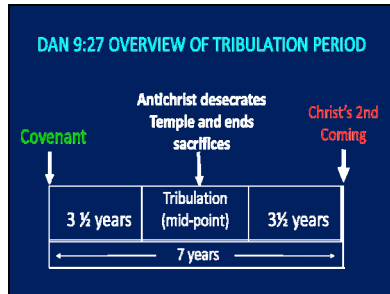 DAN 9:27 OVERVIEW OF TRIBULATION PERIOD
Antichrist desecrates
Temple and ends
sacrifices
Christ's 2nd
Coming
Covenant
3 ½ years
Tribulation
(mid-point)
3½ years
7 years